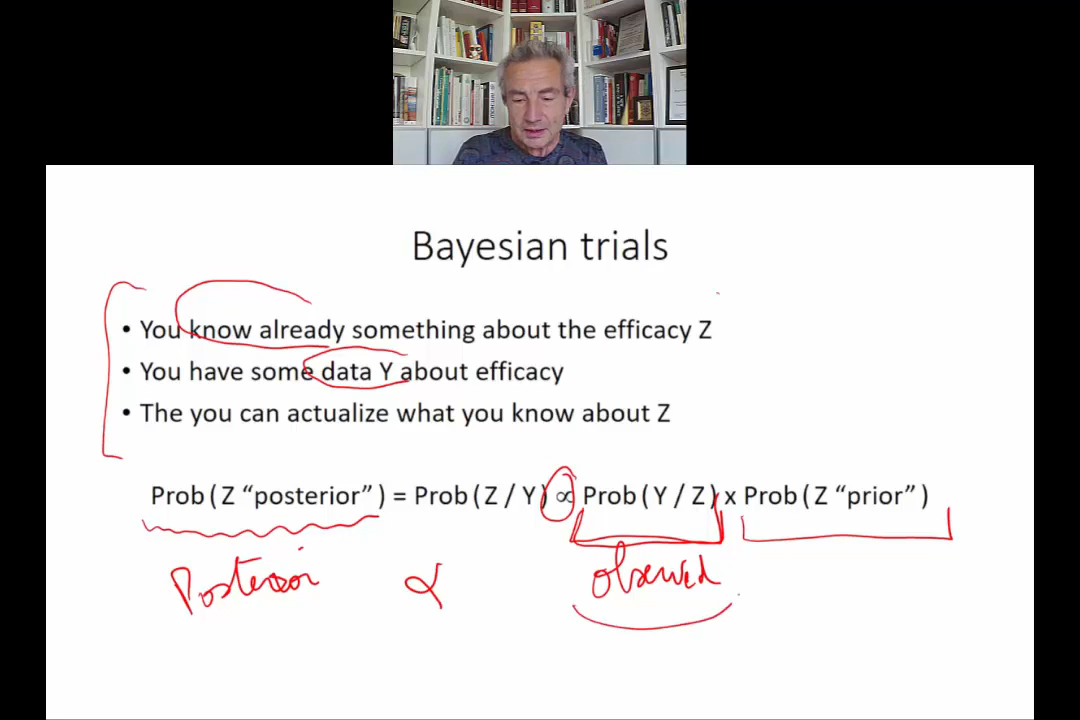 Bayesian trials
• You know already something about the efficacy Z
• You have some data Y about efficacy
• The you can actualize what you know about Z
Prob ( Z “posterior” ) = Prob ( Z / Y ) ∝ Prob ( Y / Z ) x Prob ( Z “prior” )
Posterior ∝ observed